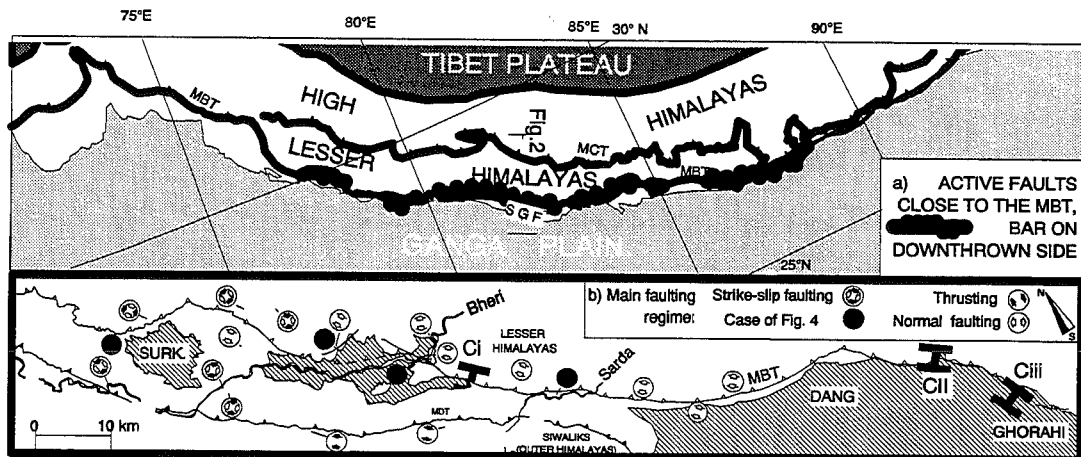 75°E
80°E
85°E
30° N
90°E
TIBET PLATEAU
MBT
HIGH
HIMALAYAS
Fig.2
LESSER
MCT
HIMALAYAS
MBT
SGF
GANGA PLAIN
25°N
a) ACTIVE FAULTS
CLOSE TO THE MBT,
BAR ON
DOWNTHROWN SIDE
b) Main faulting
regime:
Strike-slip faulting
Case of Fig. 4
Thrusting
Normal faulting
N
S
Bheri
SURK.
Ci
LESSER
HIMALAYAS
Sarda
MBT
DANG
CII
Ciii
GHORAHI
MDT
0 10 km
SIWALIKS
(OUTER HIMALAYAS)